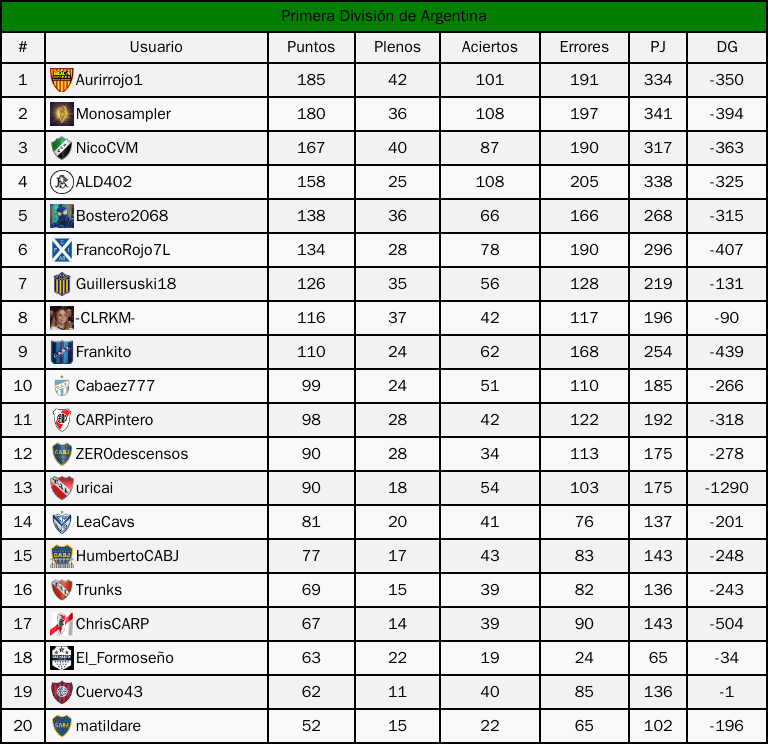 Primera División de Argentina
# Usuario Puntos Plenos Aciertos Errores PJ DG
1 Aurirrojo1 185 42 101 191 334 -350
2 Monosampler 180 36 108 197 341 -394
3 NicoCVM 167 40 87 190 317 -363
4 ALD402 158 25 108 205 338 -325
5 Bostero2068 138 36 66 166 268 -315
6 FrancoRojo7L 134 28 78 190 296 -407
7 Guillersuski18 126 35 56 128 219 -131
8 -CLRKM- 116 37 42 117 196 -90
9 Frankito 110 24 62 168 254 -439
10 Cabaez777 99 24 51 110 185 -266
11 CARPintero 98 28 42 122 192 -318
12 ZEROdescensos 90 28 34 113 175 -278
13 uricai 90 18 54 103 175 -1290
14 LeaCavs 81 20 41 76 137 -201
15 HumbertoCABJ 77 17 43 83 143 -248
16 Trunks 69 15 39 82 136 -243
17 ChrisCARP 67 14 39 90 143 -504
18 El_Formoseño 63 22 19 24 65 -34
19 Cuervo43 62 11 40 85 136 -1
20 matildare 52 15 22 65 102 -196